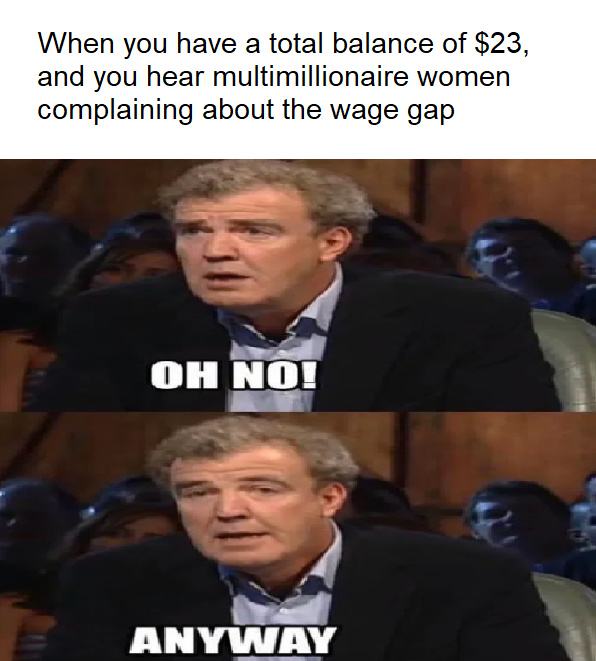 When you have a total balance of $23,
and you hear multimillionaire women
complaining about the wage gap
OH NO!
ANYWAY